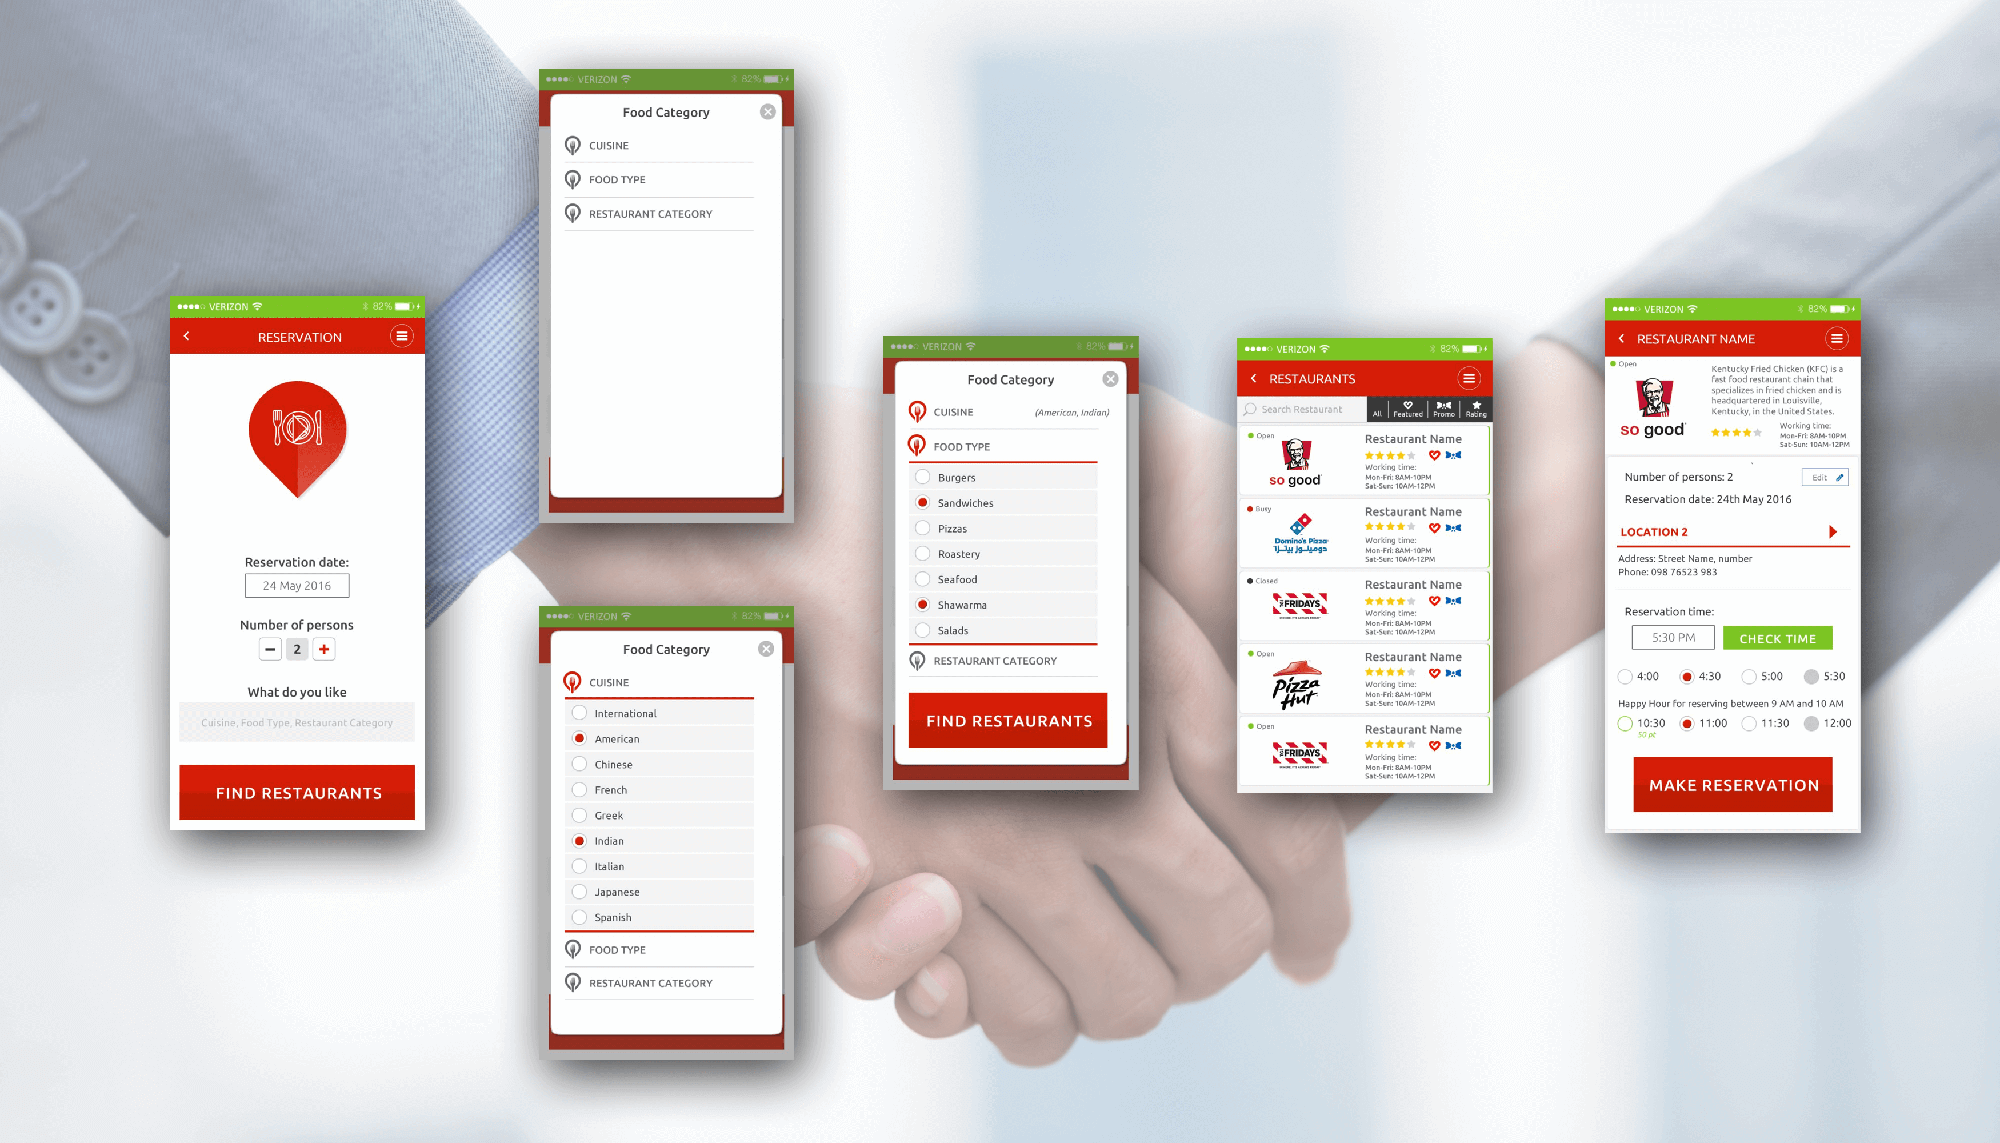 VERIZON 82%
RESERVATION
Reservation date:
24 May 2016
Number of persons
2
What do you like
Cuisine, Food Type, Restaurant Category
FIND RESTAURANTS
VERIZON 82%
Food Category
CUISINE
FOOD TYPE
RESTAURANT CATEGORY
VERIZON 82%
Food Category
CUISINE
International
American
Chinese
French
Greek
Indian
Italian
Japanese
Spanish
FOOD TYPE
RESTAURANT CATEGORY
VERIZON 82%
Food Category
CUISINE (American, Indian)
FOOD TYPE
Burgers
Sandwiches
Pizzas
Roastery
Seafood
Shawarma
Salads
RESTAURANT CATEGORY
FIND RESTAURANTS
VERIZON 82%
RESTAURANTS
Search Restaurant All Featured Promo Rating
Open
so good
Restaurant Name
Working time:
Mon-Fri: 8AM-10PM
Sat-Sun: 10AM-12PM
Busy
Domino's Pizza
دومينوز بيتزا
Restaurant Name
Working time:
Mon-Fri: 8AM-10PM
Sat-Sun: 10AM-12PM
Closed
FRIDAYS
Restaurant Name
Working time:
Mon-Fri: 8AM-10PM
Sat-Sun: 10AM-12PM
Open
Pizza
Hut
Restaurant Name
Working time:
Mon-Fri: 8AM-10PM
Sat-Sun: 10AM-12PM
Open
FRIDAYS
Restaurant Name
Working time:
Mon-Fri: 8AM-10PM
Sat-Sun: 10AM-12PM
VERIZON 82%
RESTAURANT NAME
Open
so good
Kentucky Fried Chicken (KFC) is a
fast food restaurant chain that
specializes in fried chicken and is
headquartered in Louisville,
Kentucky, in the United States.
Working time:
Mon-Fri: 8AM-10PM
Sat-Sun: 10AM-12PM
Number of persons: 2 Edit
Reservation date: 24th May 2016
LOCATION 2
Address: Street Name, number
Phone: 098 76523 983
Reservation time:
5:30 PM CHECK TIME
4:00 4:30 5:00 5:30
Happy Hour for reserving between 9 AM and 10 AM
10:30 11:00 11:30 12:00
50 pt
MAKE RESERVATION